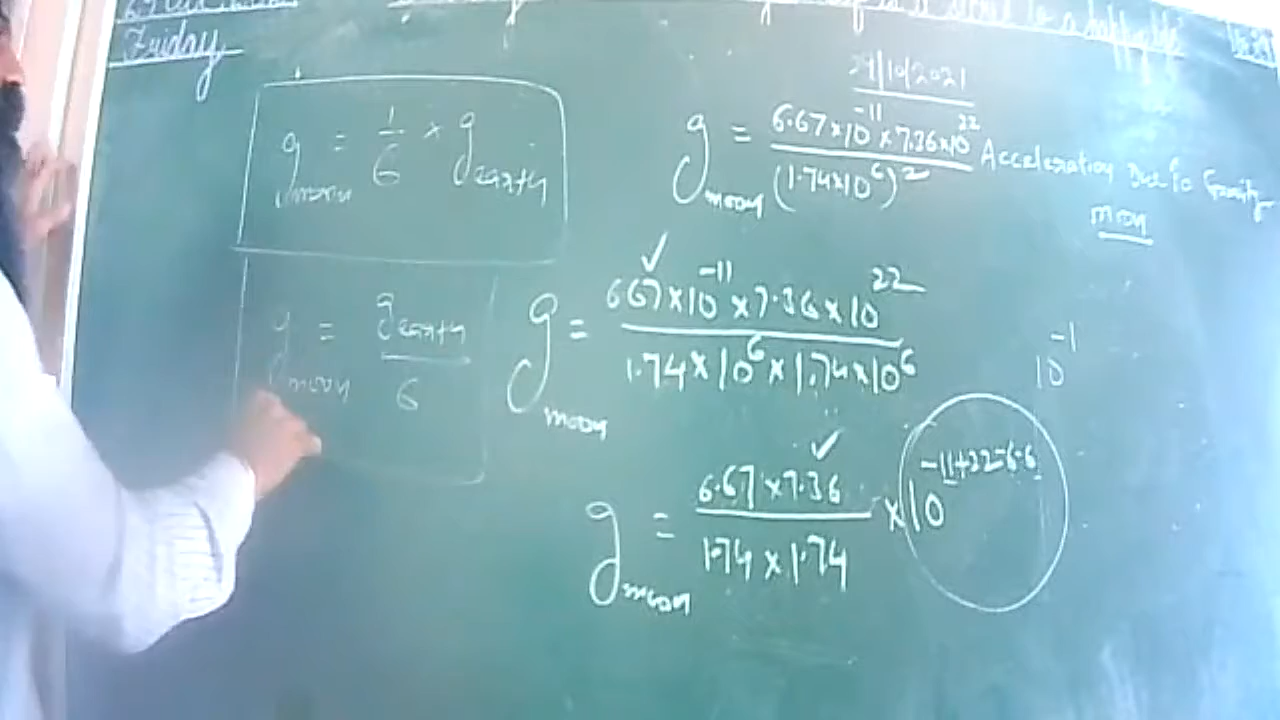 Friday
29/10/2021
g moon = 1/6 × g earth
g moon = 6.67×10^-11 × 7.36×10^22 / (1.74×10^6)^2
Acceleration Due to Gravity
moon
g moon = g earth / 6
✓
g moon = 6.67×10^-11 × 7.36×10^22 / 1.74×10^6 × 1.74×10^6
10^-1
✓
g moon = 6.67×7.36 / 1.74×1.74 × 10^-11+22-6-6